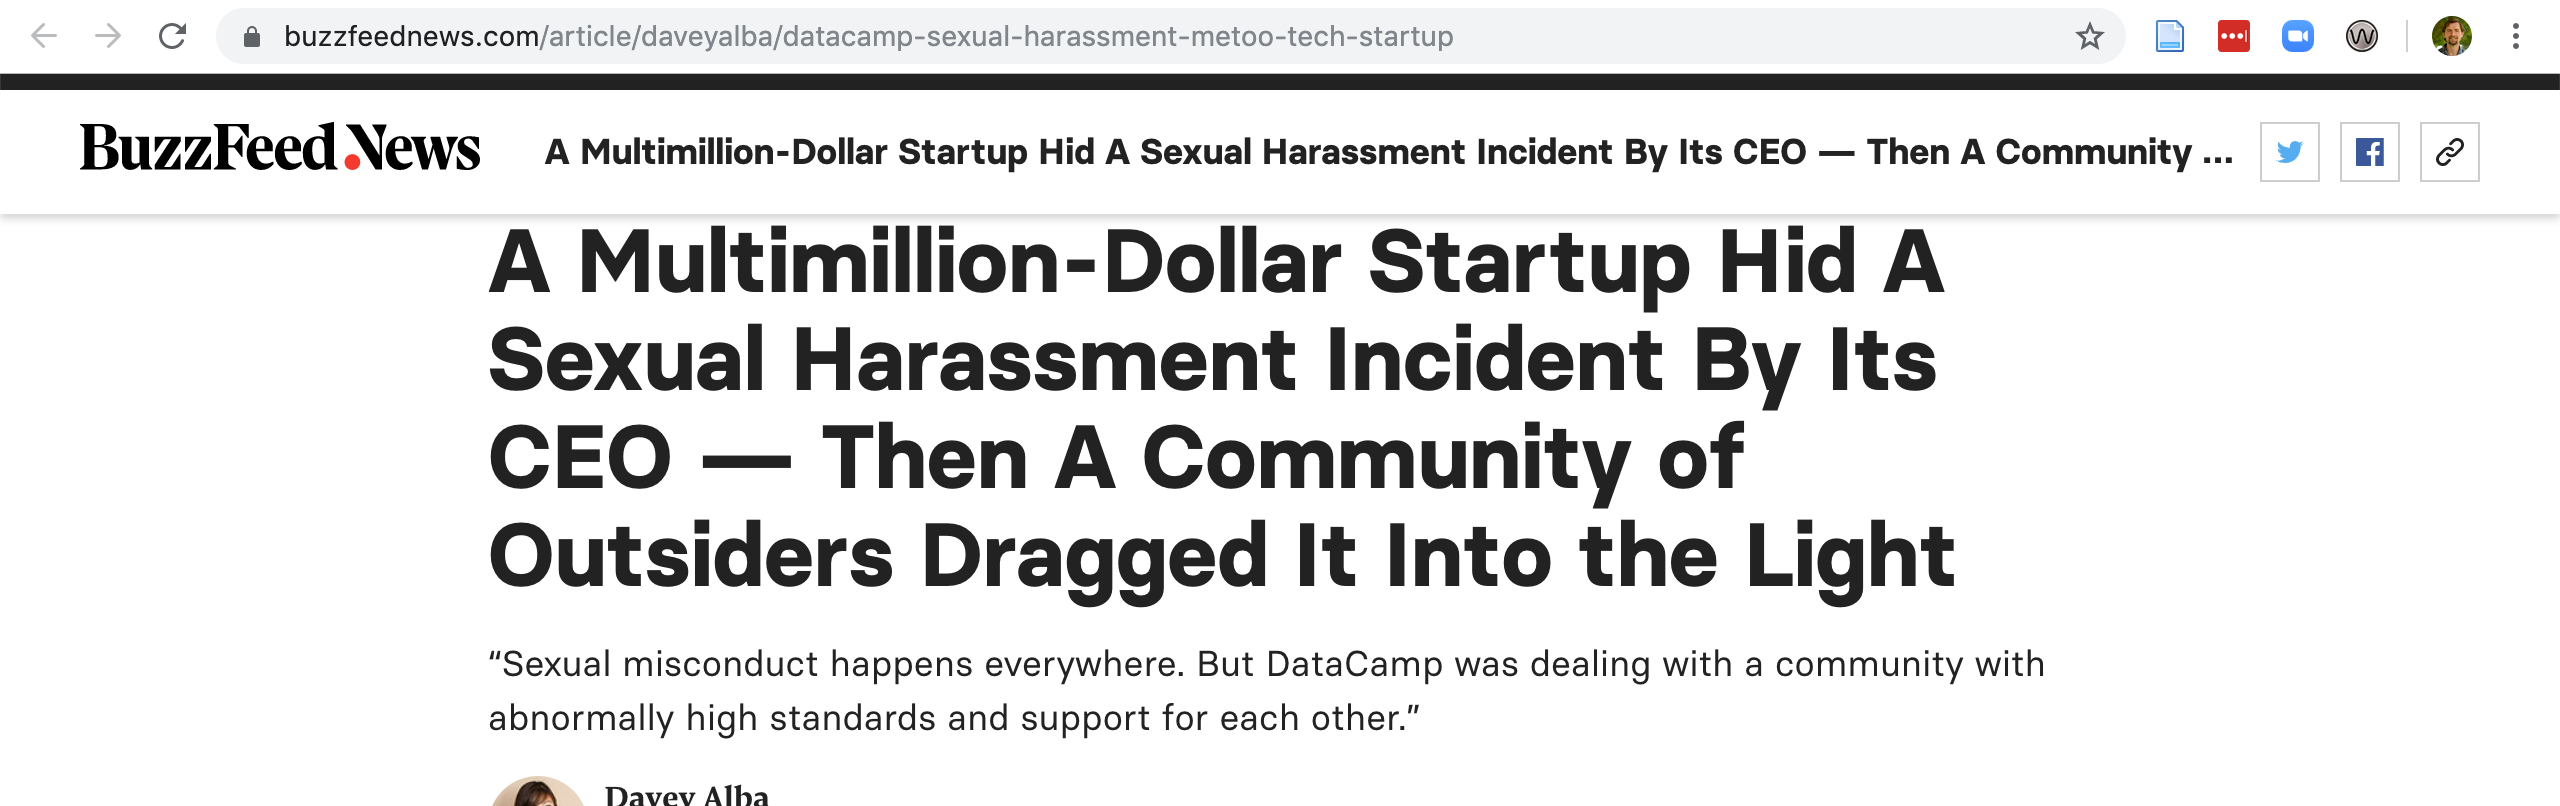 buzzfeednews.com/article/daveyalba/datacamp-sexual-harassment-metoo-tech-startup
BuzzFeed News
A Multimillion-Dollar Startup Hid A Sexual Harassment Incident By Its CEO — Then A Community ...
A Multimillion-Dollar Startup Hid A
Sexual Harassment Incident By Its
CEO — Then A Community of
Outsiders Dragged It Into the Light
“Sexual misconduct happens everywhere. But DataCamp was dealing with a community with
abnormally high standards and support for each other.”
Davey Alba